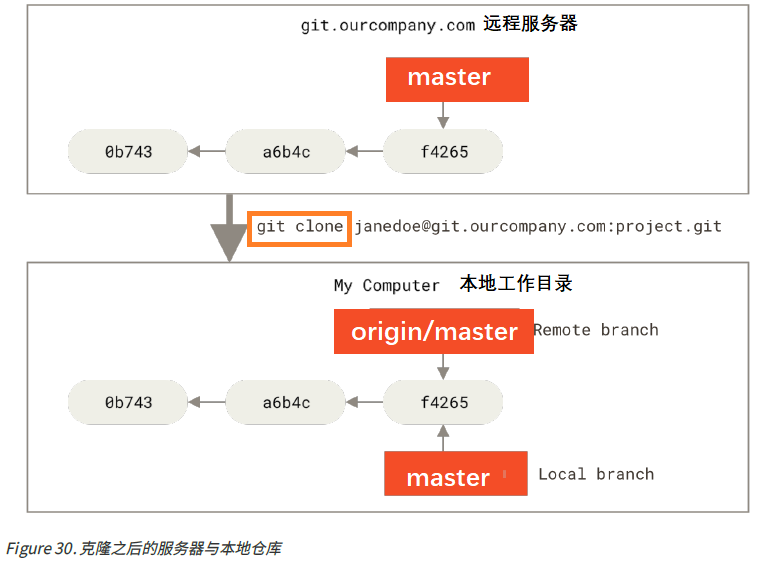 git.ourcompany.com 远程服务器
master
0b743 a6b4c f4265
git clone janedoe@git.ourcompany.com:project.git
My Computer 本地工作目录
origin/master Remote branch
0b743 a6b4c f4265
master Local branch
Figure 30. 克隆之后的服务器与本地仓库